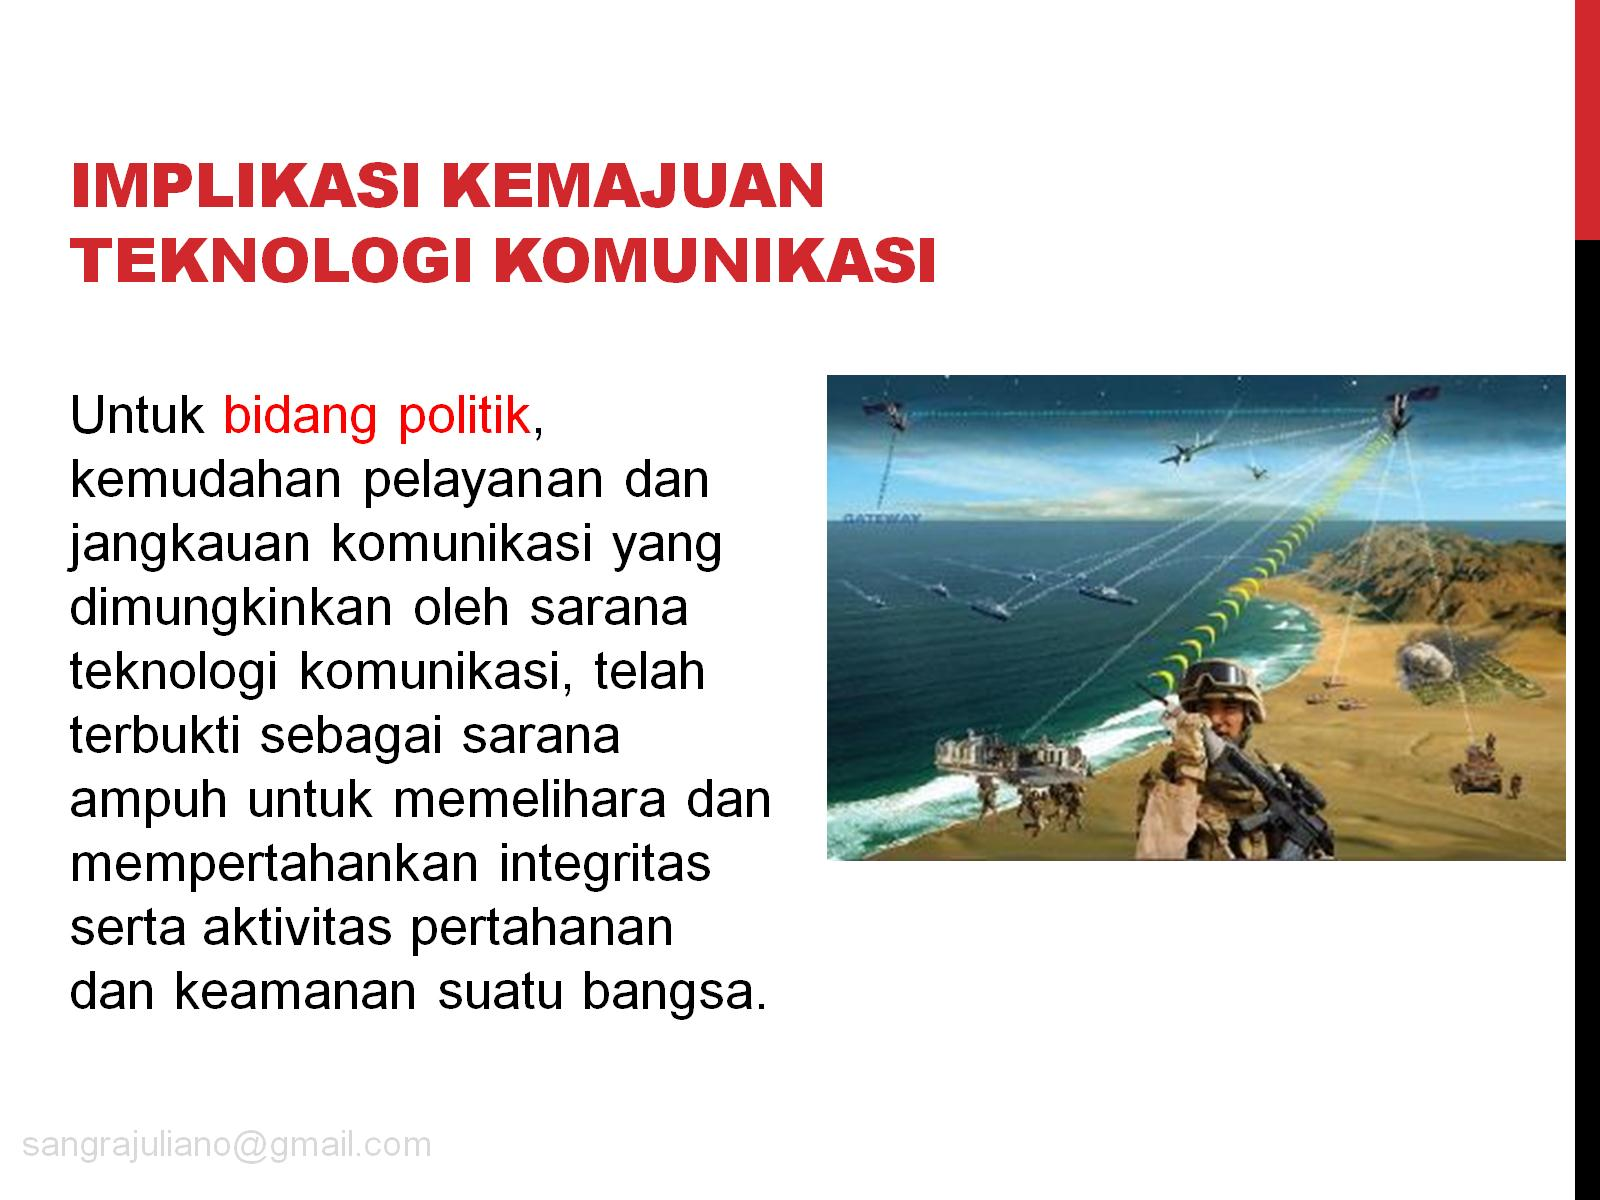 IMPLIKASI KEMAJUAN
TEKNOLOGI KOMUNIKASI
Untuk bidang politik,
kemudahan pelayanan dan
jangkauan komunikasi yang
dimungkinkan oleh sarana
teknologi komunikasi, telah
terbukti sebagai sarana
ampuh untuk memelihara dan
mempertahankan integritas
serta aktivitas pertahanan
dan keamanan suatu bangsa.
GATEWAY
sangrajuliano@gmail.com